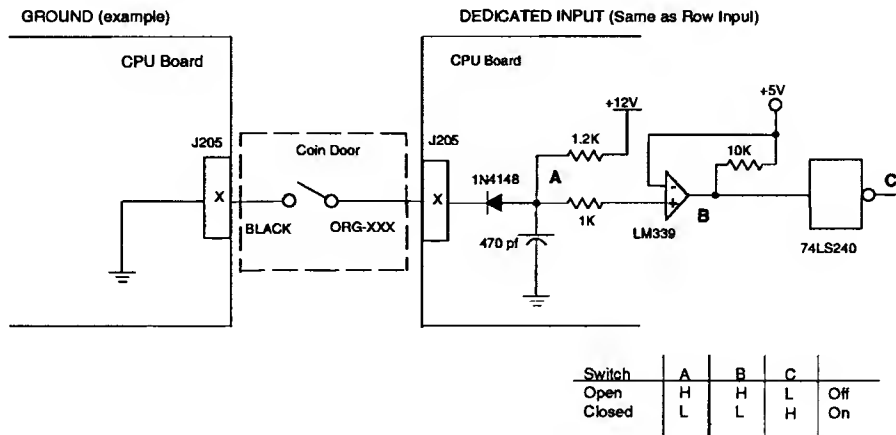 GROUND (example)
DEDICATED INPUT (Same as Row Input)
CPU Board
CPU Board
+12V
+5V
J205
Coin Door
J205
1.2K
10K
1N4148
A
C
X
X
-
+
BLACK
ORG-XXX
1K
B
470 pf
LM339
74LS240
Switch A B C
Open H H L Off
Closed L L H On